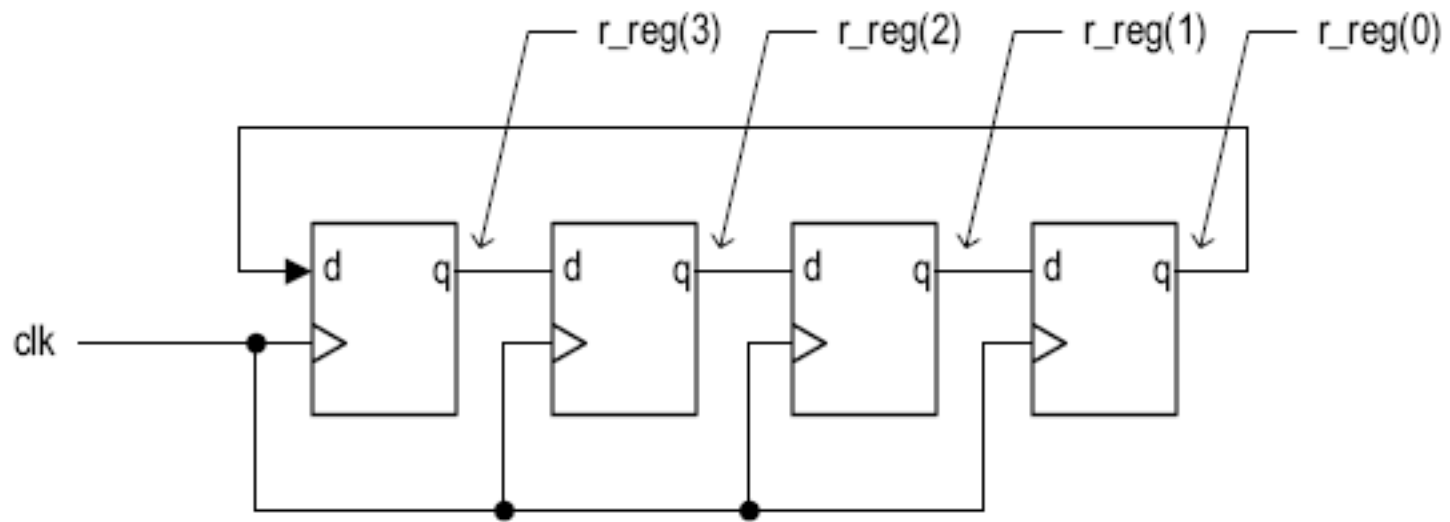 r_reg(3) r_reg(2) r_reg(1) r_reg(0)
d q d q d q d q
clk